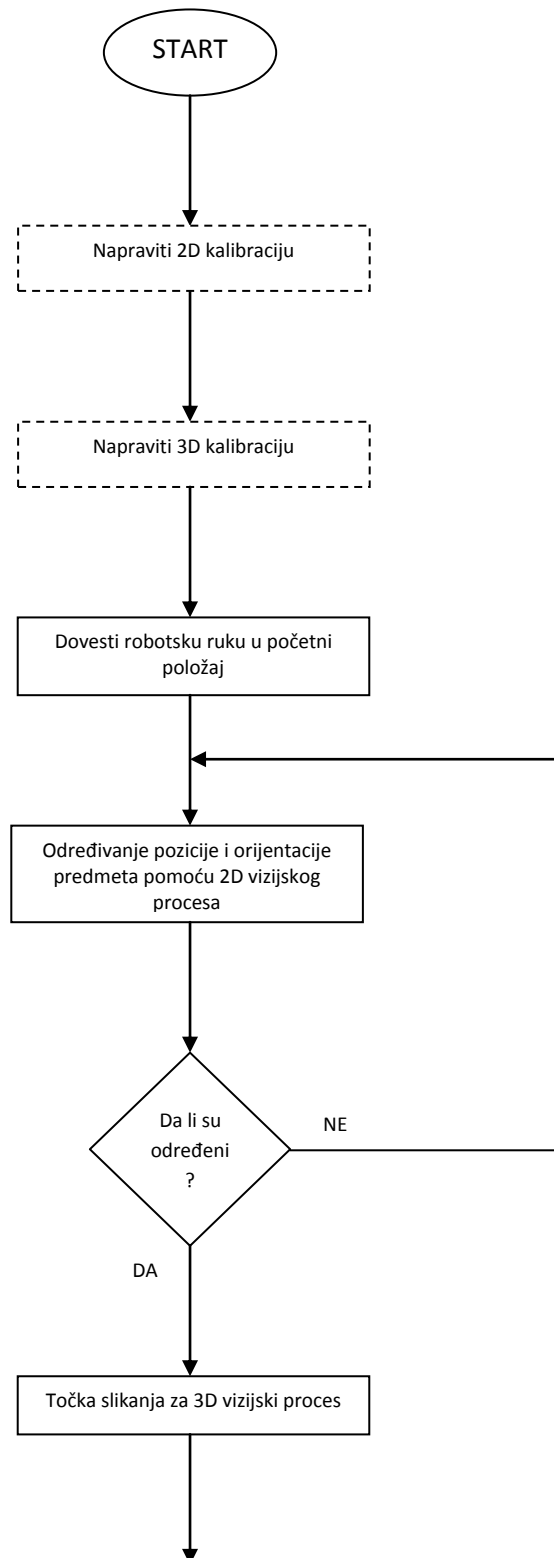 START
Napraviti 2D kalibraciju
Napraviti 3D kalibraciju
Dovesti robotsku ruku u početni
položaj
Određivanje pozicije i orijentacije
predmeta pomoću 2D vizijskog
procesa
Da li su
određeni
?
NE
DA
Točka slikanja za 3D vizijski proces